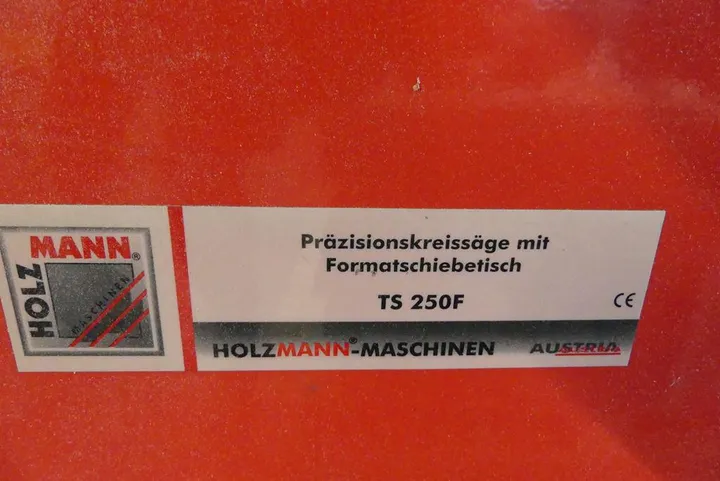 HOLZ
MANN®
MASCHINEN
Präzisionskreissäge mit
Formatschiebetisch
TS 250F
CE
HOLZMANN®-MASCHINEN
AUSTRIA